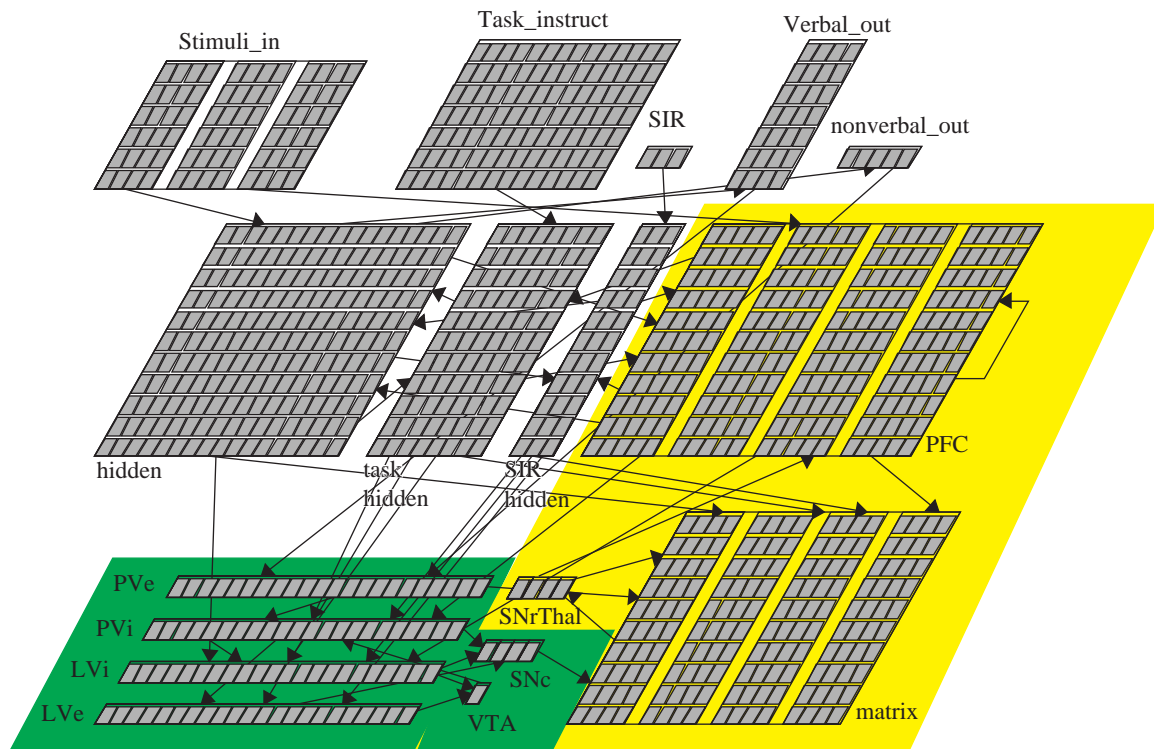 Task_instruct
Verbal_out
Stimuli_in
SIR
nonverbal_out
PFC
hidden
task
hidden
SIR
hidden
PVe
SNrThal
PVi
LVi
SNc
LVe
VTA
matrix